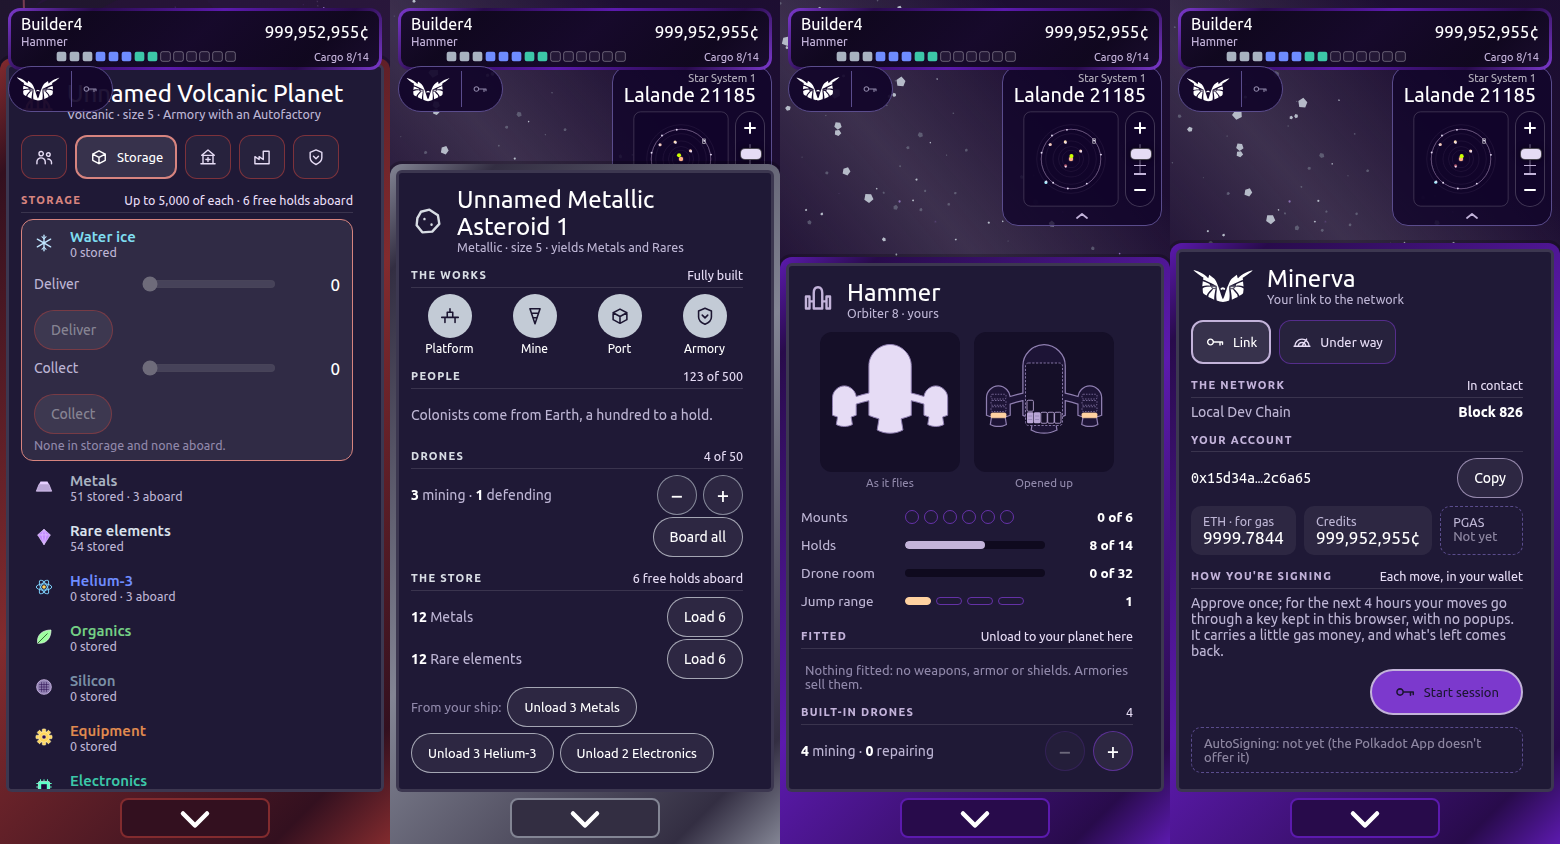 Builder4
Hammer
999,952,955¢
Cargo 8/14
Unnamed Volcanic Planet
Volcanic · size 5 · Armory with an Autofactory
Storage
STORAGE
Up to 5,000 of each · 6 free holds aboard
Water ice
0 stored
Deliver
0
Deliver
Collect
0
Collect
None in storage and none aboard.
Metals
51 stored · 3 aboard
Rare elements
54 stored
Helium-3
0 stored · 3 aboard
Organics
0 stored
Silicon
0 stored
Equipment
0 stored
Electronics
Builder4
Hammer
999,952,955¢
Cargo 8/14
Star System 1
Lalande 21185
Unnamed Metallic
Asteroid 1
Metallic · size 5 · yields Metals and Rares
THE WORKS
Fully built
Platform
Mine
Port
Armory
PEOPLE
123 of 500
Colonists come from Earth, a hundred to a hold.
DRONES
4 of 50
3 mining · 1 defending
Board all
THE STORE
6 free holds aboard
12 Metals
Load 6
12 Rare elements
Load 6
From your ship:
Unload 3 Metals
Unload 3 Helium-3
Unload 2 Electronics
Builder4
Hammer
999,952,955¢
Cargo 8/14
Star System 1
Lalande 21185
Hammer
Orbiter 8 · yours
As it flies
Opened up
Mounts
0 of 6
Holds
8 of 14
Drone room
0 of 32
Jump range
1
FITTED
Unload to your planet here
Nothing fitted: no weapons, armor or shields. Armories
sell them.
BUILT-IN DRONES
4
4 mining · 0 repairing
Builder4
Hammer
999,952,955¢
Cargo 8/14
Star System 1
Lalande 21185
Minerva
Your link to the network
Link
Under way
THE NETWORK
In contact
Local Dev Chain
Block 826
YOUR ACCOUNT
0x15d34a…2c6a65
Copy
ETH · for gas
9999.7844
Credits
999,952,955¢
PGAS
Not yet
HOW YOU'RE SIGNING
Each move, in your wallet
Approve once; for the next 4 hours your moves go
through a key kept in this browser, with no popups.
It carries a little gas money, and what's left comes
back.
Start session
AutoSigning: not yet (the Polkadot App doesn't
offer it)